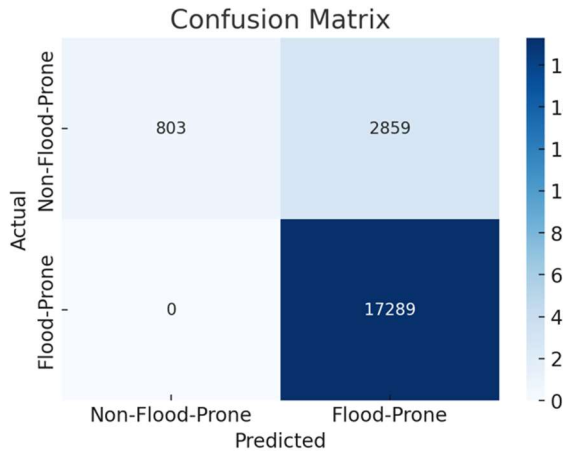 Confusion Matrix
Actual
Non-Flood-Prone
Flood-Prone
803 2859
0 17289
Non-Flood-Prone Flood-Prone
Predicted
1
1
1
1
1
8
6
4
2
0